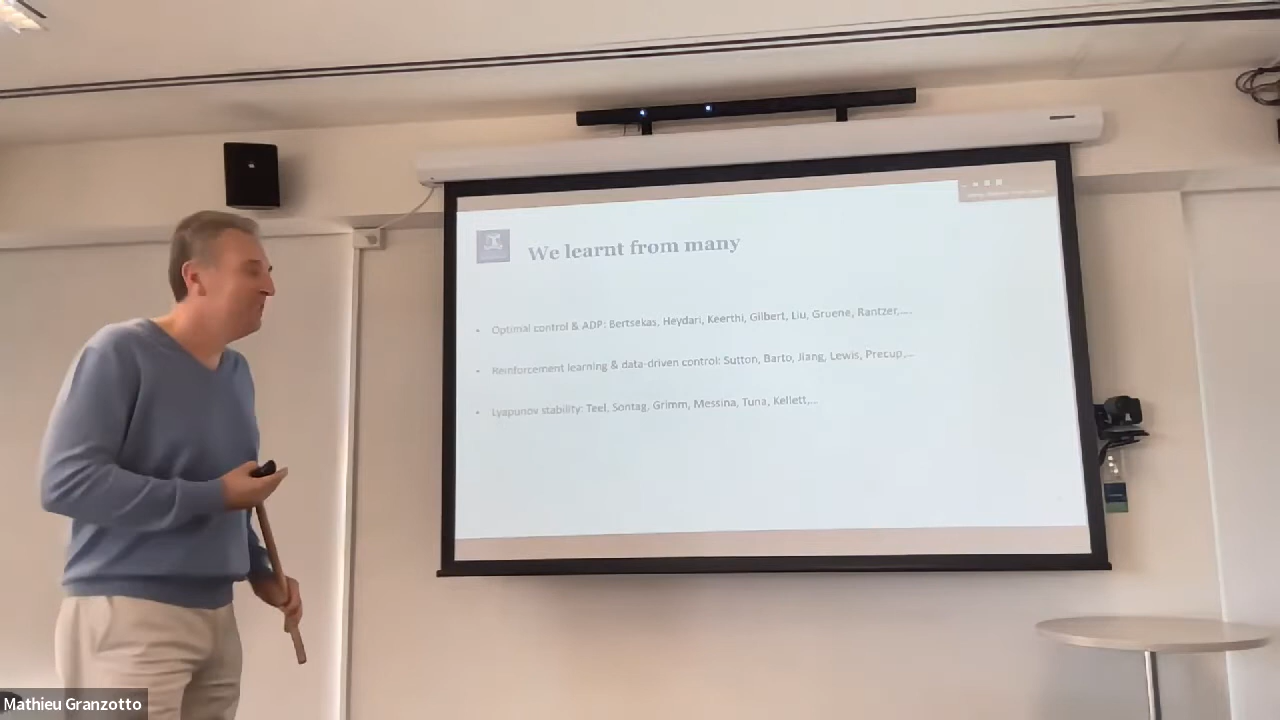 We learnt from many
• Optimal control & ADP: Bertsekas, Heydari, Keerthi, Gilbert, Liu, Gruene, Rantzer,...
• Reinforcement learning & data-driven control: Sutton, Barto, Jiang, Lewis, Precup,...
• Lyapunov stability: Teel, Sontag, Grimm, Messina, Tuna, Kellett,...
Mathieu Granzotto